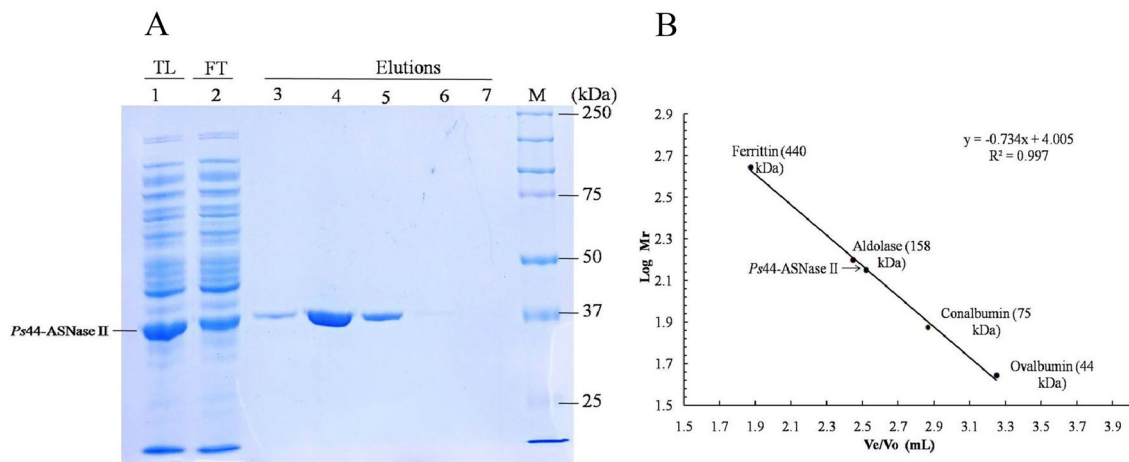 A
TL FT Elutions
1 2 3 4 5 6 7 M (kDa)
250
75
50
37
25
Ps44-ASNase II
B
2.9
2.7
2.5
2.3
2.1
1.9
1.7
1.5
Log Mr
y = -0.734x + 4.005
R² = 0.997
Ferrittin (440
kDa)
Aldolase (158
kDa)
Ps44-ASNase II
Conalbumin (75
kDa)
Ovalbumin (44
kDa)
1.5 1.7 1.9 2.1 2.3 2.5 2.7 2.9 3.1 3.3 3.5 3.7 3.9
Ve/Vo (mL)